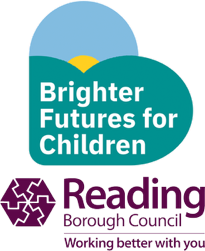 Brighter
Futures for
Children
Reading
Borough Council
Working better with you